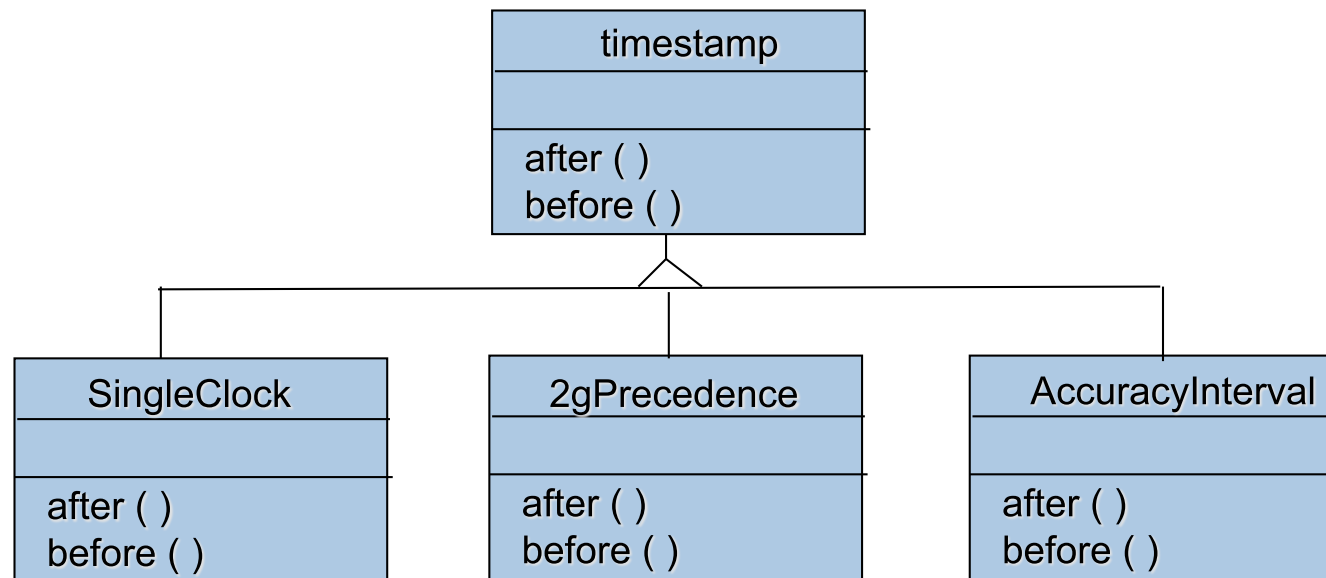 timestamp
after ( )
before ( )
SingleClock
after ( )
before ( )
2gPrecedence
after ( )
before ( )
AccuracyInterval
after ( )
before ( )